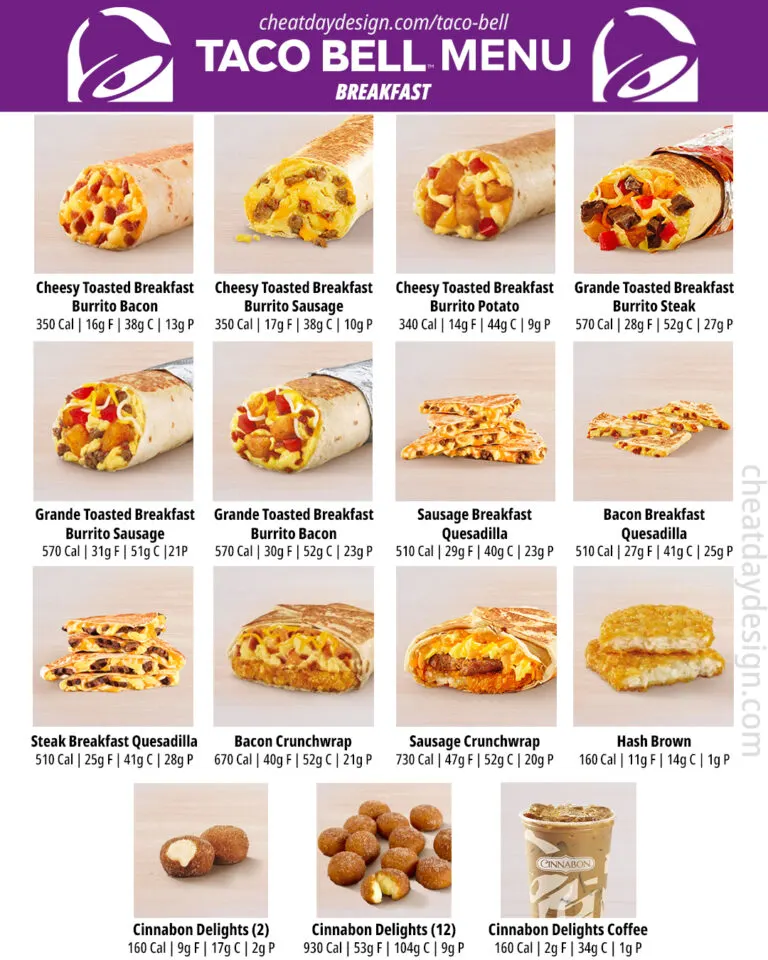 cheatdaydesign.com/taco-bell
TACO BELL™ MENU
BREAKFAST
Cheesy Toasted Breakfast
Burrito Bacon
350 Cal | 16g F | 38g C | 13g P
Cheesy Toasted Breakfast
Burrito Sausage
350 Cal | 17g F | 38g C | 10g P
Cheesy Toasted Breakfast
Burrito Potato
340 Cal | 14g F | 44g C | 9g P
Grande Toasted Breakfast
Burrito Steak
570 Cal | 28g F | 52g C | 27g P
Grande Toasted Breakfast
Burrito Sausage
570 Cal | 31g F | 51g C |21P
Grande Toasted Breakfast
Burrito Bacon
570 Cal | 30g F | 52g C | 23g P
Sausage Breakfast
Quesadilla
510 Cal | 29g F | 40g C | 23g P
Bacon Breakfast
Quesadilla
510 Cal | 27g F | 41g C | 25g P
Steak Breakfast Quesadilla
510 Cal | 25g F | 41g C | 28g P
Bacon Crunchwrap
670 Cal | 40g F | 52g C | 21g P
Sausage Crunchwrap
730 Cal | 47g F | 52g C | 20g P
Hash Brown
160 Cal | 11g F | 14g C | 1g P
Cinnabon Delights (2)
160 Cal | 9g F | 17g C | 2g P
Cinnabon Delights (12)
930 Cal | 53g F | 104g C | 9g P
CINNABON
Cinnabon Delights Coffee
160 Cal | 2g F | 34g C | 1g P
cheatdaydesign.com